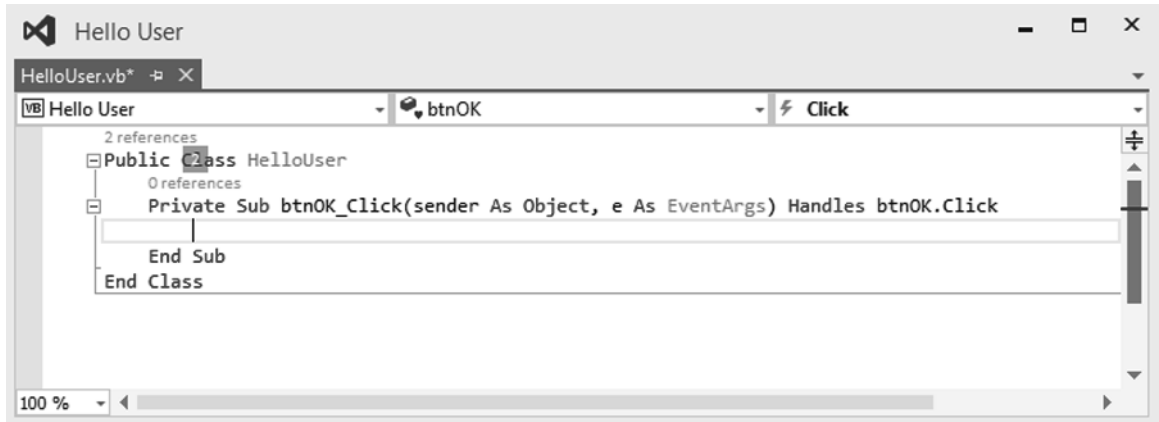 Hello User
HelloUser.vb*
Hello User btnOK Click
2 references
Public Class HelloUser
0 references
Private Sub btnOK_Click(sender As Object, e As EventArgs) Handles btnOK.Click
End Sub
End Class
100 %